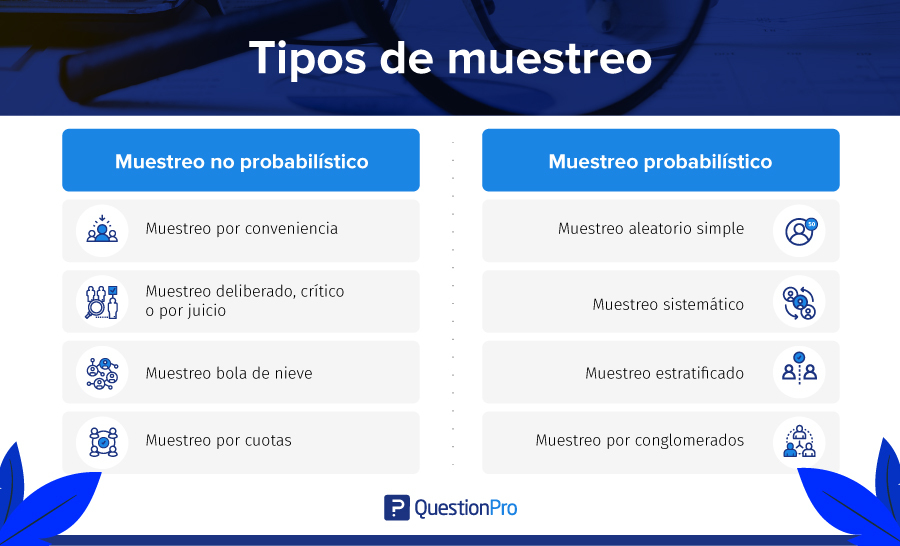 Tipos de muestreo
Muestreo no probabilístico
Muestreo por conveniencia
Muestreo deliberado, crítico
o por juicio
Muestreo bola de nieve
Muestreo por cuotas
Muestreo probabilístico
Muestreo aleatorio simple
50
Muestreo sistemático
Muestreo estratificado
Muestreo por conglomerados
QuestionPro